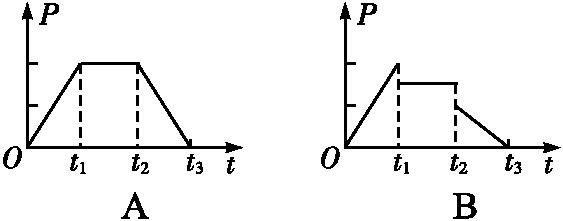 P P
O t₁ t₂ t₃ t O t₁ t₂ t₃ t
A B